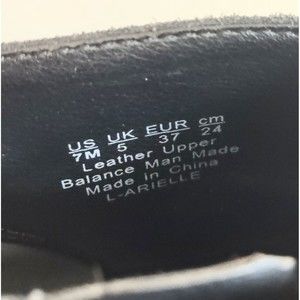 US UK EUR cm
7M 5 37 24
Leather Upper
Balance Man Made
Made in China
L-ARIELLE